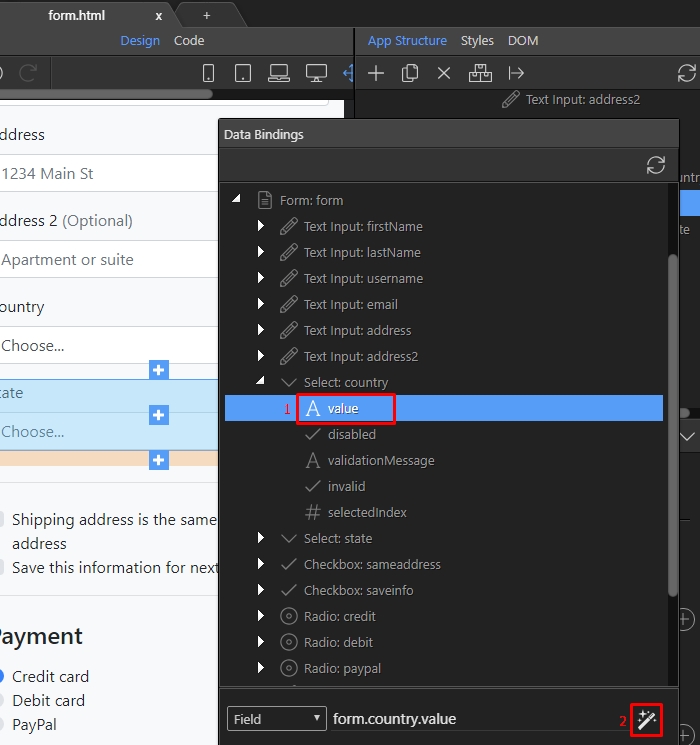 form.html
x
+
Design
Code
App Structure
Styles
DOM
Text Input: address2
ddress
1234 Main St
ddress 2 (Optional)
Apartment or suite
ountry
Choose...
tate
Choose...
Shipping address is the same
address
Save this information for next
ayment
Credit card
Debit card
PayPal
Data Bindings
Form: form
Text Input: firstName
Text Input: lastName
Text Input: username
Text Input: email
Text Input: address
Text Input: address2
Select: country
1
value
disabled
validationMessage
invalid
# selectedIndex
Select: state
Checkbox: sameaddress
Checkbox: saveinfo
Radio: credit
Radio: debit
Radio: paypal
Field
form.country.value
2
untr
te